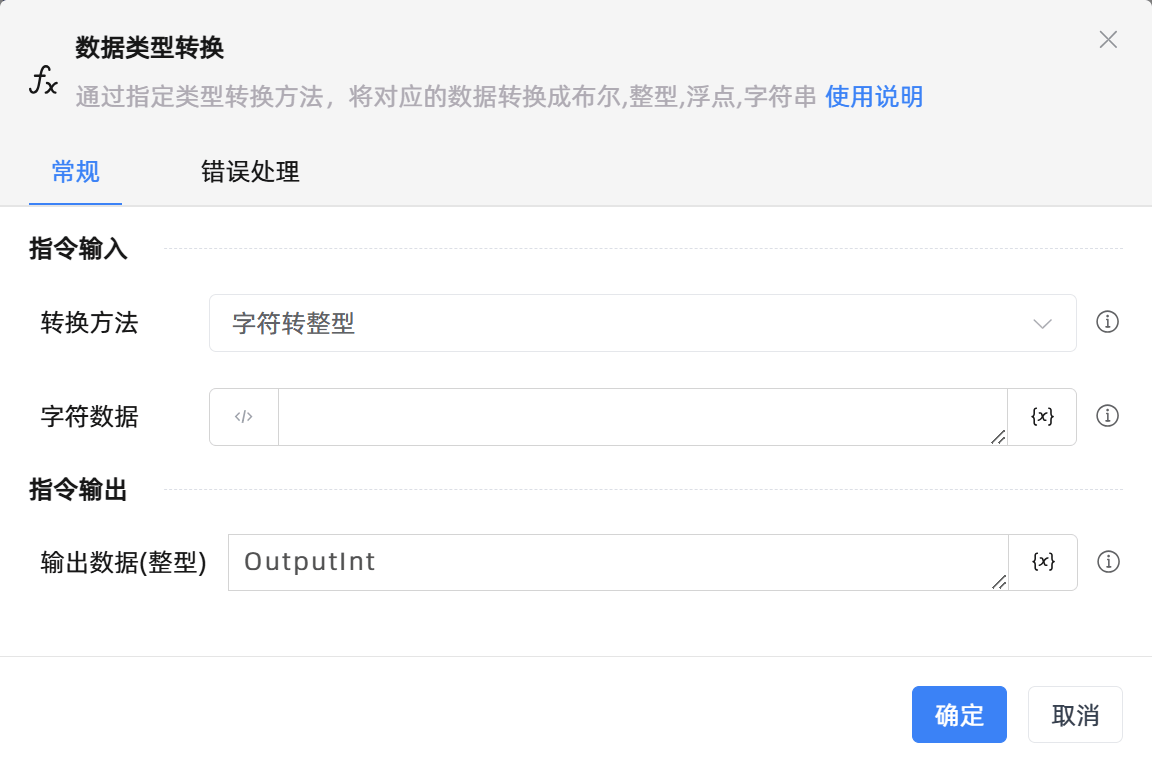 数据类型转换
fx
通过指定类型转换方法，将对应的数据转换成布尔,整型,浮点,字符串 使用说明
常规 错误处理
指令输入
转换方法 字符转整型
字符数据 </> {x}
指令输出
输出数据(整型) OutputInt {x}
确定 取消